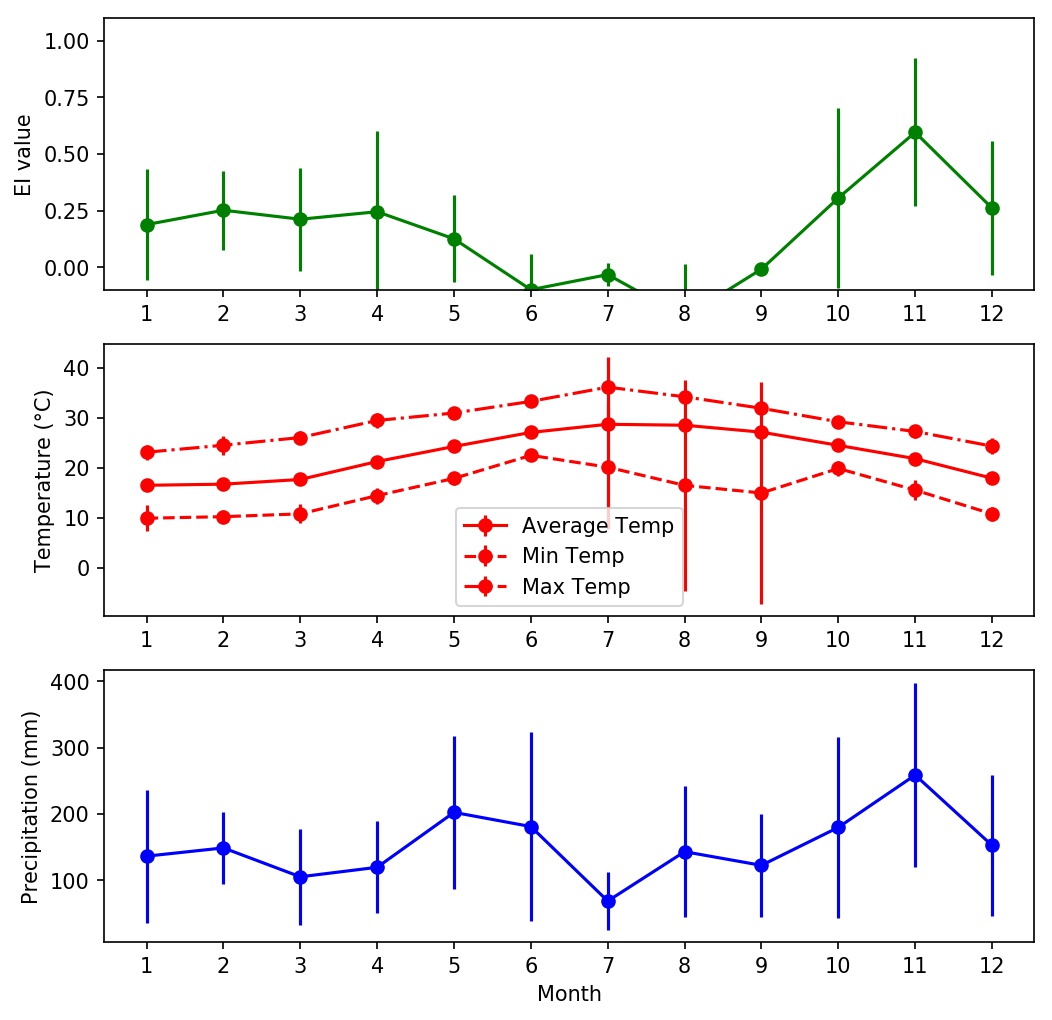 EI value
1.00
0.75
0.50
0.25
0.00
1 2 3 4 5 6 7 8 9 10 11 12
Temperature (°C)
40
30
20
10
0
Average Temp
Min Temp
Max Temp
1 2 3 4 5 6 7 8 9 10 11 12
Precipitation (mm)
400
300
200
100
1 2 3 4 5 6 7 8 9 10 11 12
Month